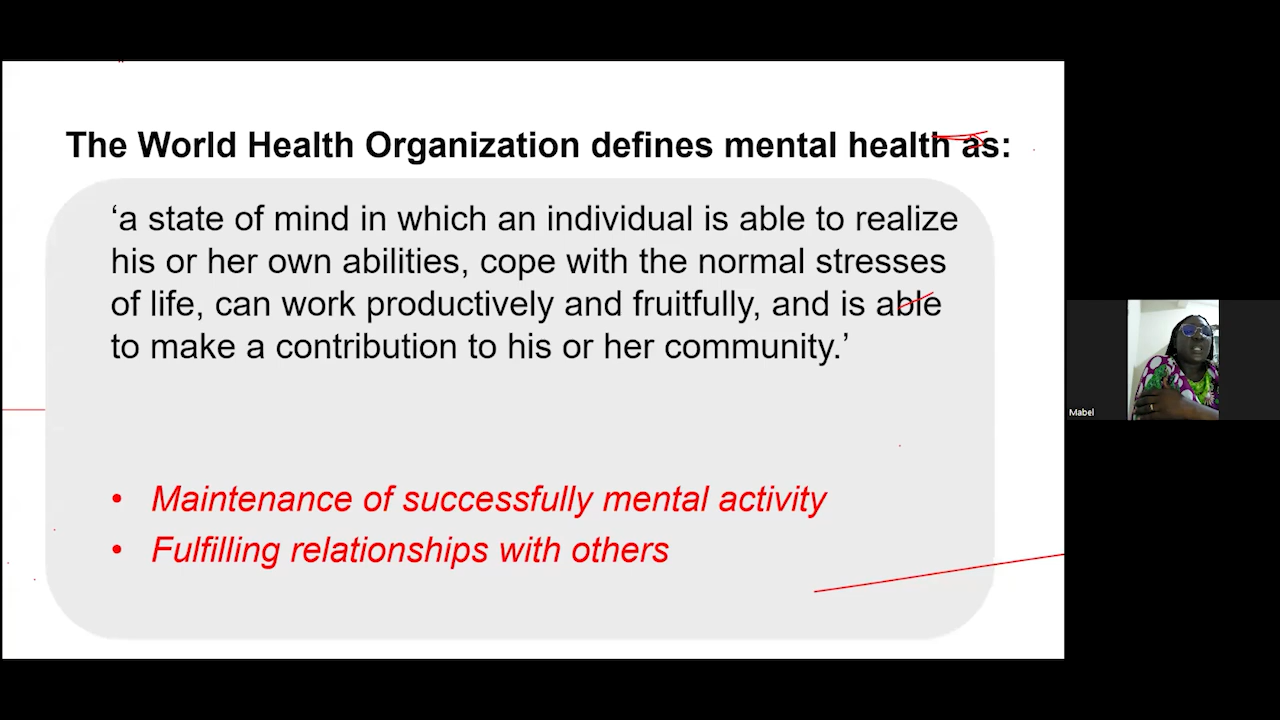 The World Health Organization defines mental health as:
‘a state of mind in which an individual is able to realize
his or her own abilities, cope with the normal stresses
of life, can work productively and fruitfully, and is able
to make a contribution to his or her community.’
• Maintenance of successfully mental activity
• Fulfilling relationships with others
Mabel